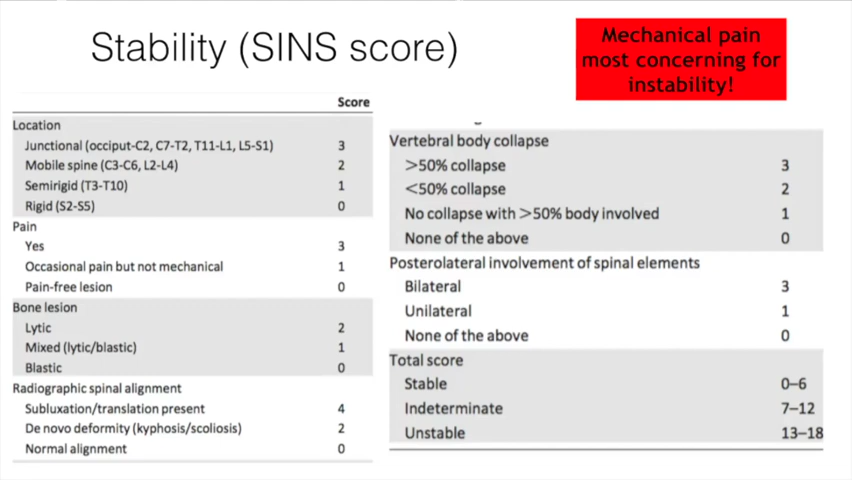 Stability (SINS score)
Mechanical pain
most concerning for
instability!
Score
Location
Junctional (occiput-C2, C7-T2, T11-L1, L5-S1) 3
Mobile spine (C3-C6, L2-L4) 2
Semirigid (T3-T10) 1
Rigid (S2-S5) 0
Pain
Yes 3
Occasional pain but not mechanical 1
Pain-free lesion 0
Bone lesion
Lytic 2
Mixed (lytic/blastic) 1
Blastic 0
Radiographic spinal alignment
Subluxation/translation present 4
De novo deformity (kyphosis/scoliosis) 2
Normal alignment 0
Vertebral body collapse
>50% collapse 3
<50% collapse 2
No collapse with >50% body involved 1
None of the above 0
Posterolateral involvement of spinal elements
Bilateral 3
Unilateral 1
None of the above 0
Total score
Stable 0–6
Indeterminate 7–12
Unstable 13–18